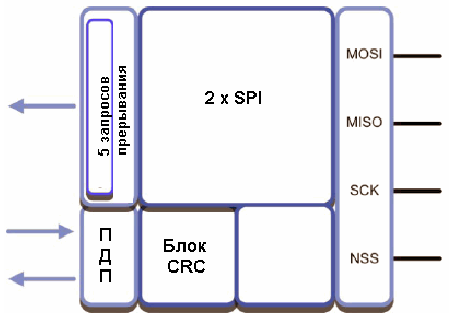 5 запросов
прерывания
2 x SPI
MOSI
MISO
SCK
NSS
П
Д
П
Блок
CRC